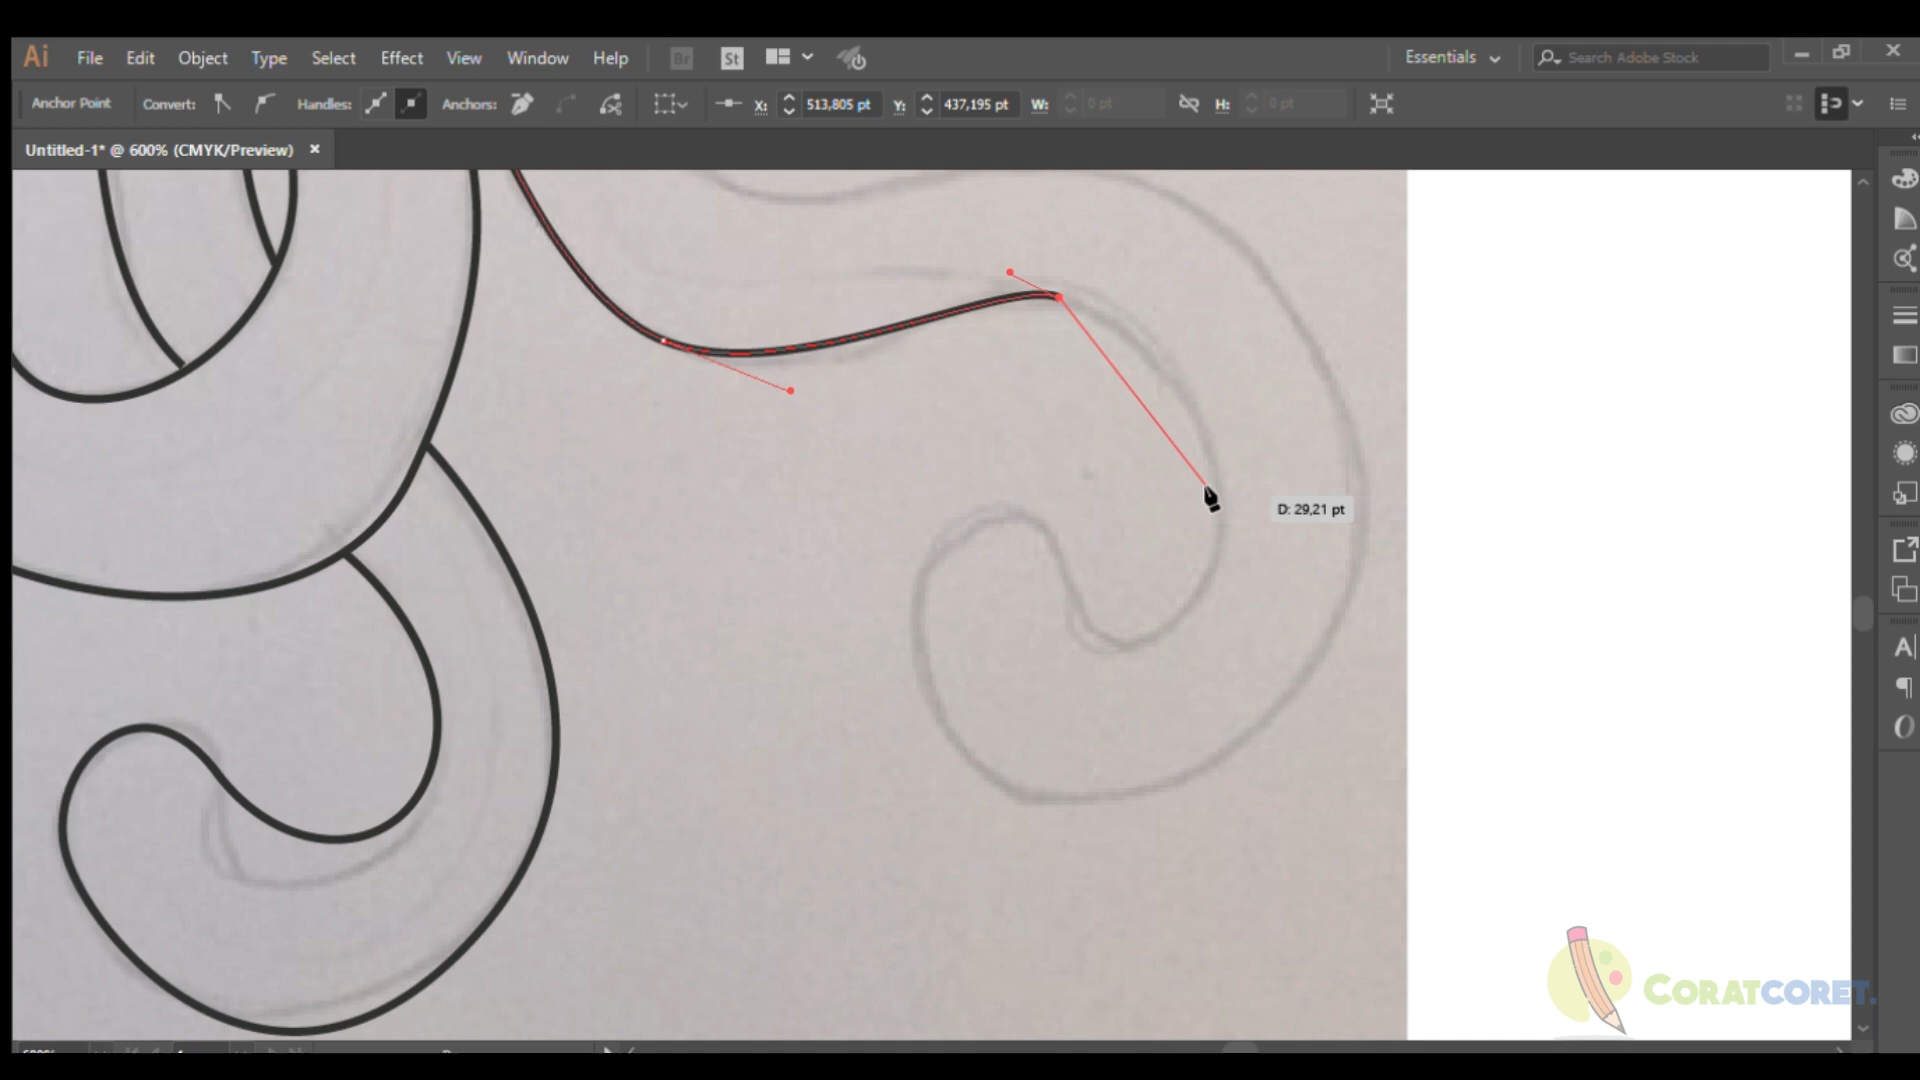 Ai File Edit Object Type Select Effect View Window Help Br St Essentials Search Adobe Stock
Anchor Point Convert: Handles: Anchors: X: 513,805 pt Y: 437,195 pt W: 0 pt H: 0 pt
Untitled-1* @ 600% (CMYK/Preview) ×
D: 29,21 pt
CORATCORET.